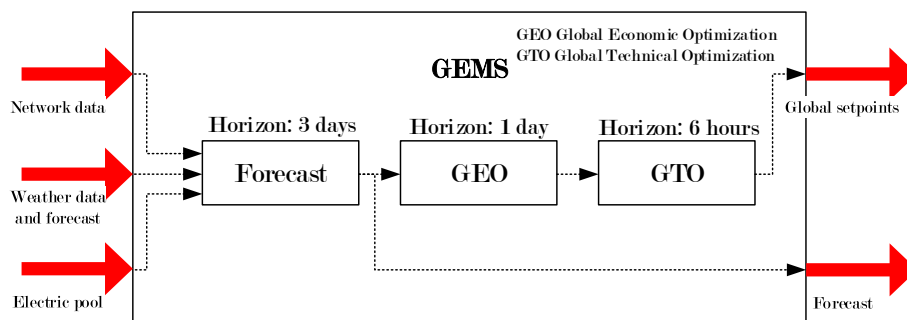 GEO Global Economic Optimization
GTO Global Technical Optimization
GEMS
Network data
Global setpoints
Horizon: 3 days
Horizon: 1 day
Horizon: 6 hours
Forecast
GEO
GTO
Weather data
and forecast
Electric pool
Forecast